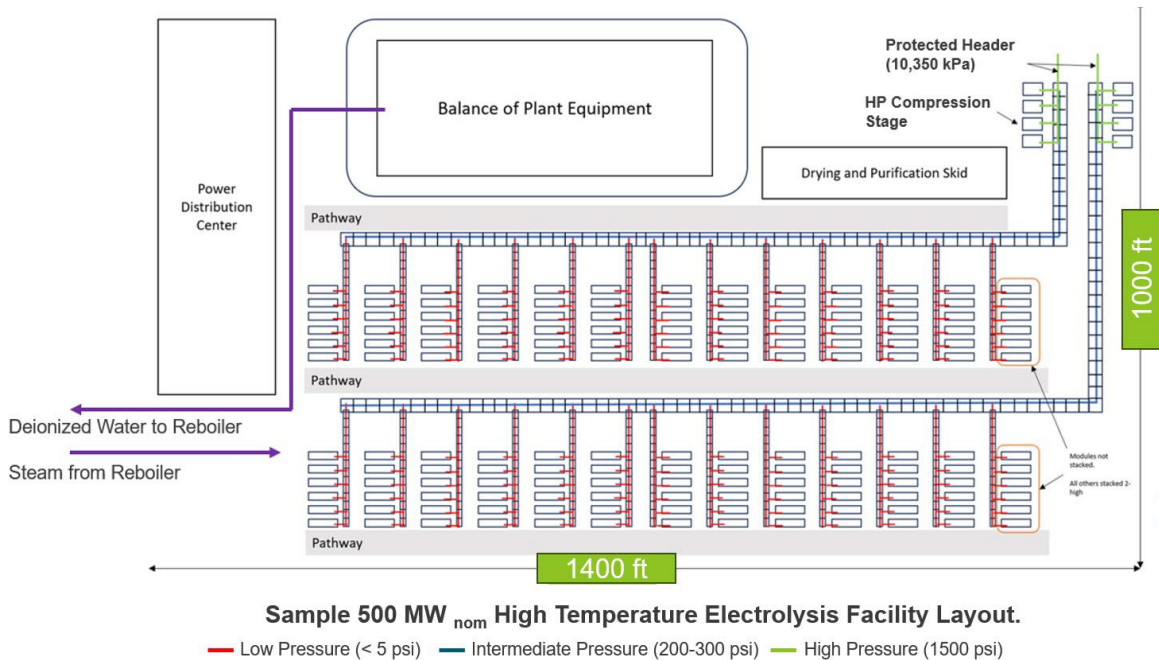 Protected Header
(10,350 kPa)
HP Compression
Stage
Balance of Plant Equipment
Power
Distribution
Center
Drying and Purification Skid
Pathway
1000 ft
Pathway
Deionized Water to Reboiler
Steam from Reboiler
Modules not
stacked.
All others stacked 2-
high
Pathway
1400 ft
Sample 500 MW nom High Temperature Electrolysis Facility Layout.
Low Pressure (< 5 psi) Intermediate Pressure (200-300 psi) High Pressure (1500 psi)